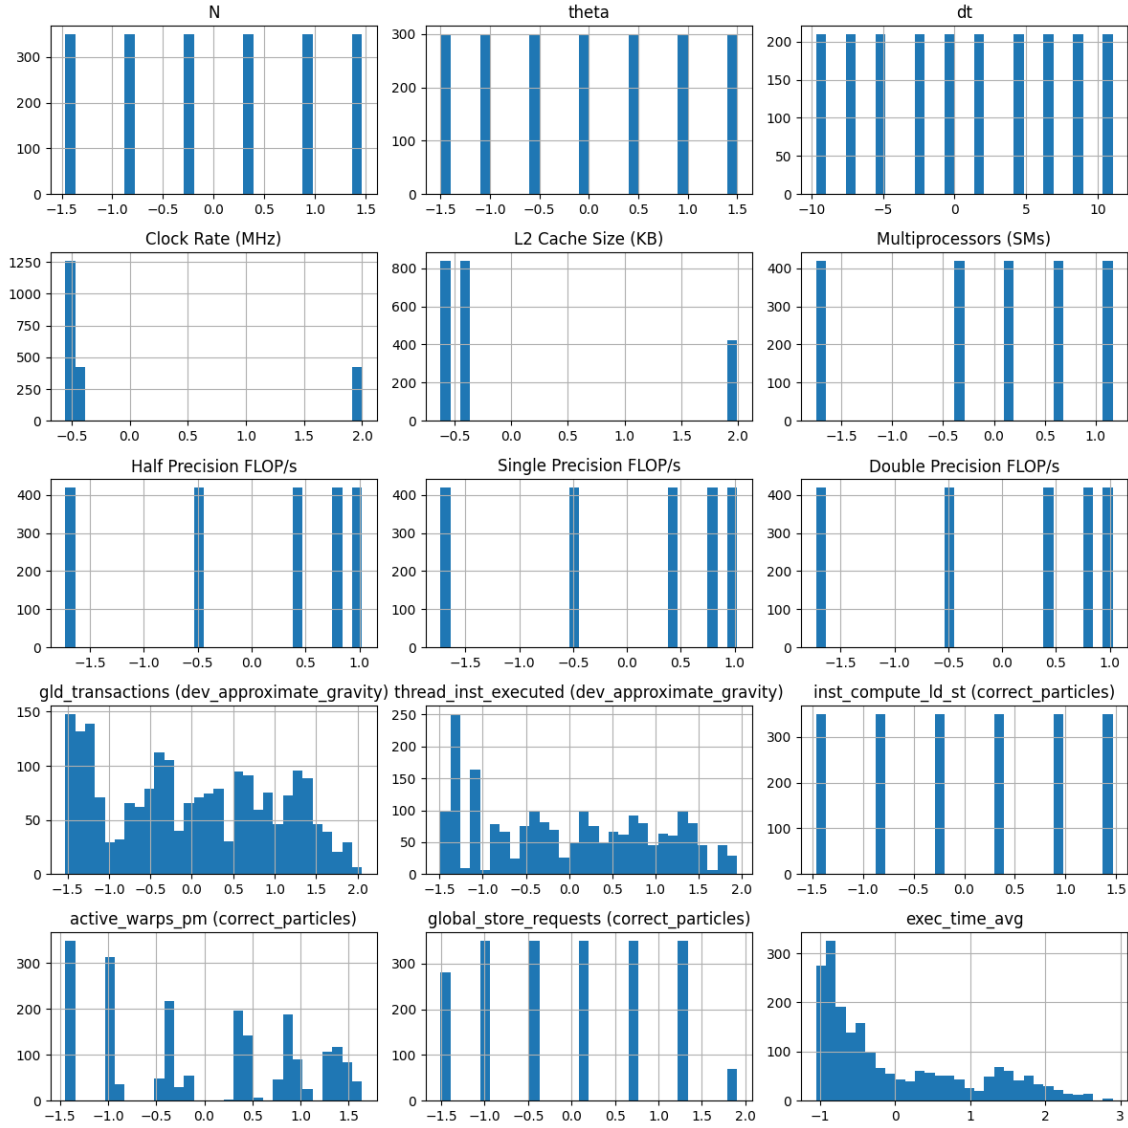 N theta dt
300 200 100 0
300 200 100 0
200 150 100 50 0
−1.5 −1.0 −0.5 0.0 0.5 1.0 1.5
−1.5 −1.0 −0.5 0.0 0.5 1.0 1.5
−10 −5 0 5 10
Clock Rate (MHz) L2 Cache Size (KB) Multiprocessors (SMs)
1250 1000 750 500 250 0
800 600 400 200 0
400 300 200 100 0
−0.5 0.0 0.5 1.0 1.5 2.0
−0.5 0.0 0.5 1.0 1.5 2.0
−1.5 −1.0 −0.5 0.0 0.5 1.0
Half Precision FLOP/s Single Precision FLOP/s Double Precision FLOP/s
400 300 200 100 0
400 300 200 100 0
400 300 200 100 0
−1.5 −1.0 −0.5 0.0 0.5 1.0
−1.5 −1.0 −0.5 0.0 0.5 1.0
−1.5 −1.0 −0.5 0.0 0.5 1.0
gld_transactions (dev_approximate_gravity) thread_inst_executed (dev_approximate_gravity) inst_compute_ld_st (correct_particles)
150 100 50 0
250 200 150 100 50 0
300 200 100 0
−1.5 −1.0 −0.5 0.0 0.5 1.0 1.5 2.0
−1.5 −1.0 −0.5 0.0 0.5 1.0 1.5 2.0
−1.5 −1.0 −0.5 0.0 0.5 1.0 1.5
active_warps_pm (correct_particles) global_store_requests (correct_particles) exec_time_avg
300 200 100 0
300 200 100 0
300 200 100 0
−1.5 −1.0 −0.5 0.0 0.5 1.0 1.5
−1.5 −1.0 −0.5 0.0 0.5 1.0 1.5 2.0
−1 0 1 2 3